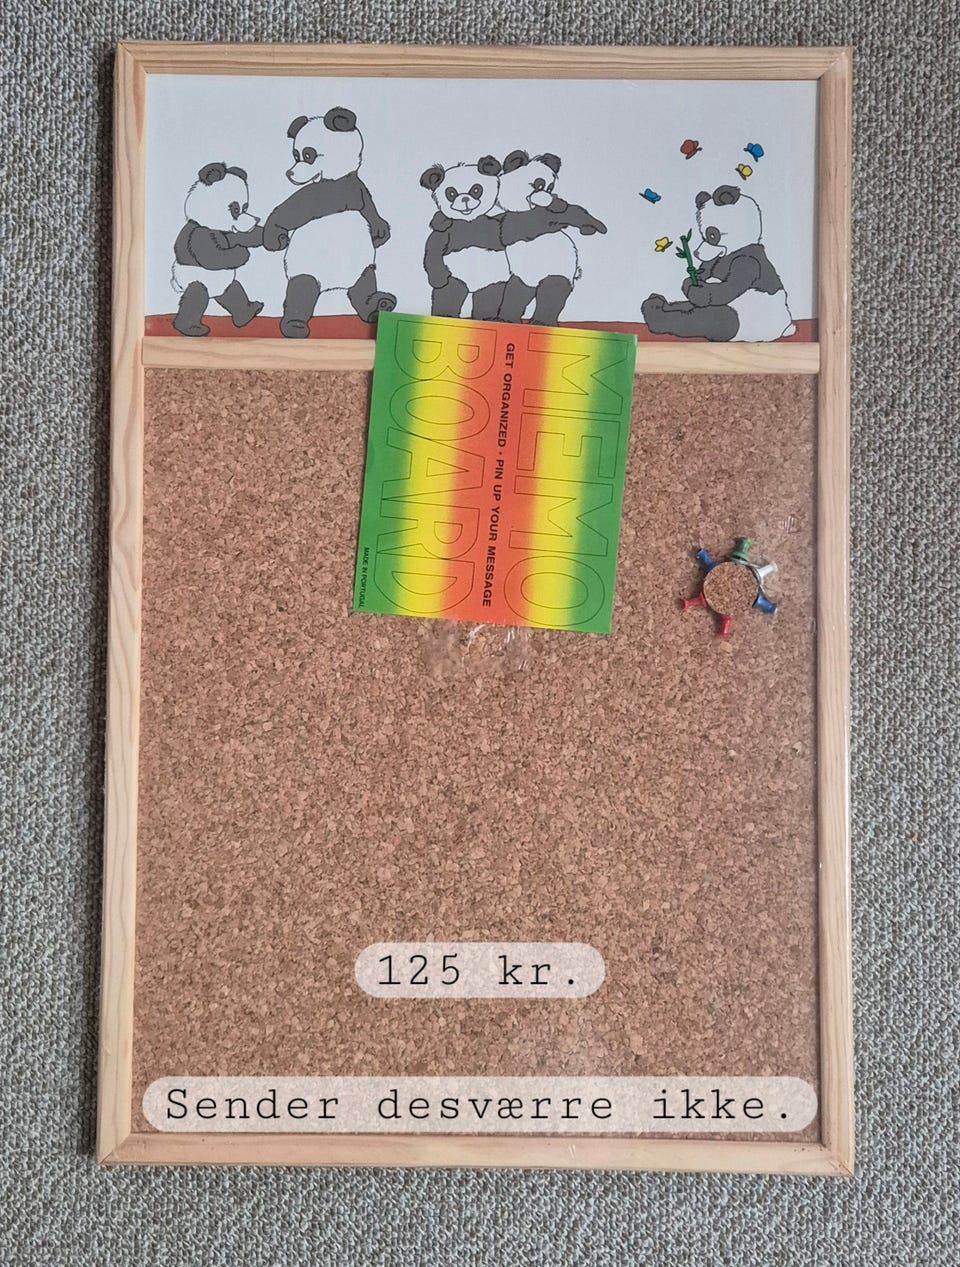 MEMO
GET ORGANIZED · PIN UP YOUR MESSAGE
BOARD
MADE IN PORTUGAL
125 kr.
Sender desværre ikke.